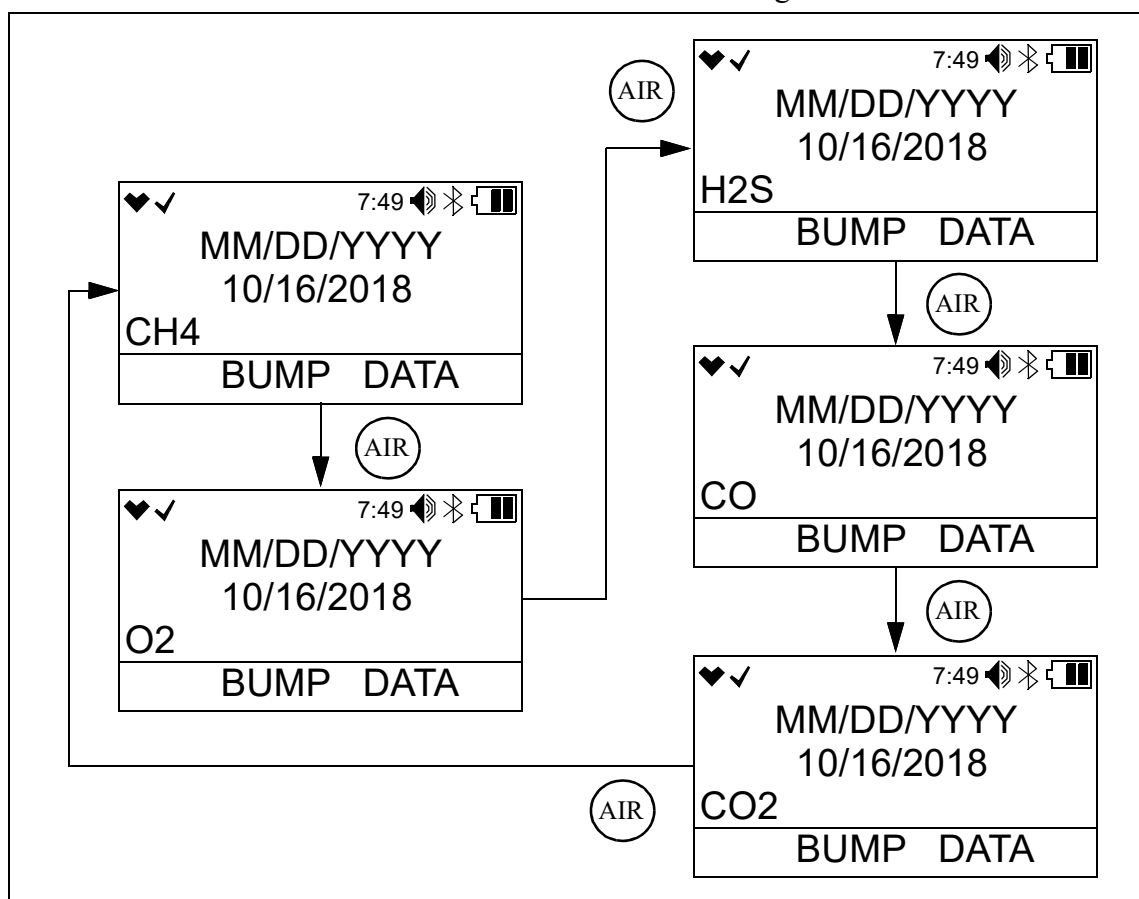 7:49
MM/DD/YYYY
10/16/2018
CH4
BUMP DATA
AIR
7:49
MM/DD/YYYY
10/16/2018
O2
BUMP DATA
AIR
7:49
MM/DD/YYYY
10/16/2018
H2S
BUMP DATA
AIR
7:49
MM/DD/YYYY
10/16/2018
CO
BUMP DATA
AIR
7:49
MM/DD/YYYY
10/16/2018
CO2
BUMP DATA
AIR